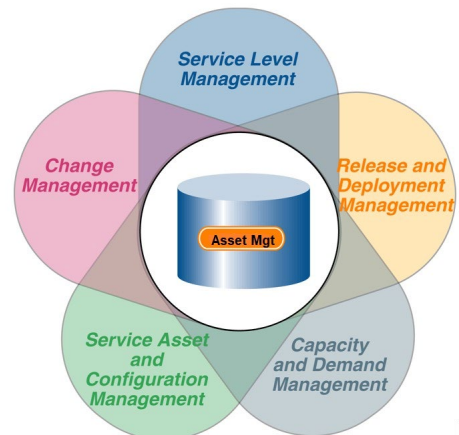 Service Level
Management
Change
Management
Release and
Deployment
Management
Asset Mgt
Service Asset
and
Configuration
Management
Capacity
and Demand
Management